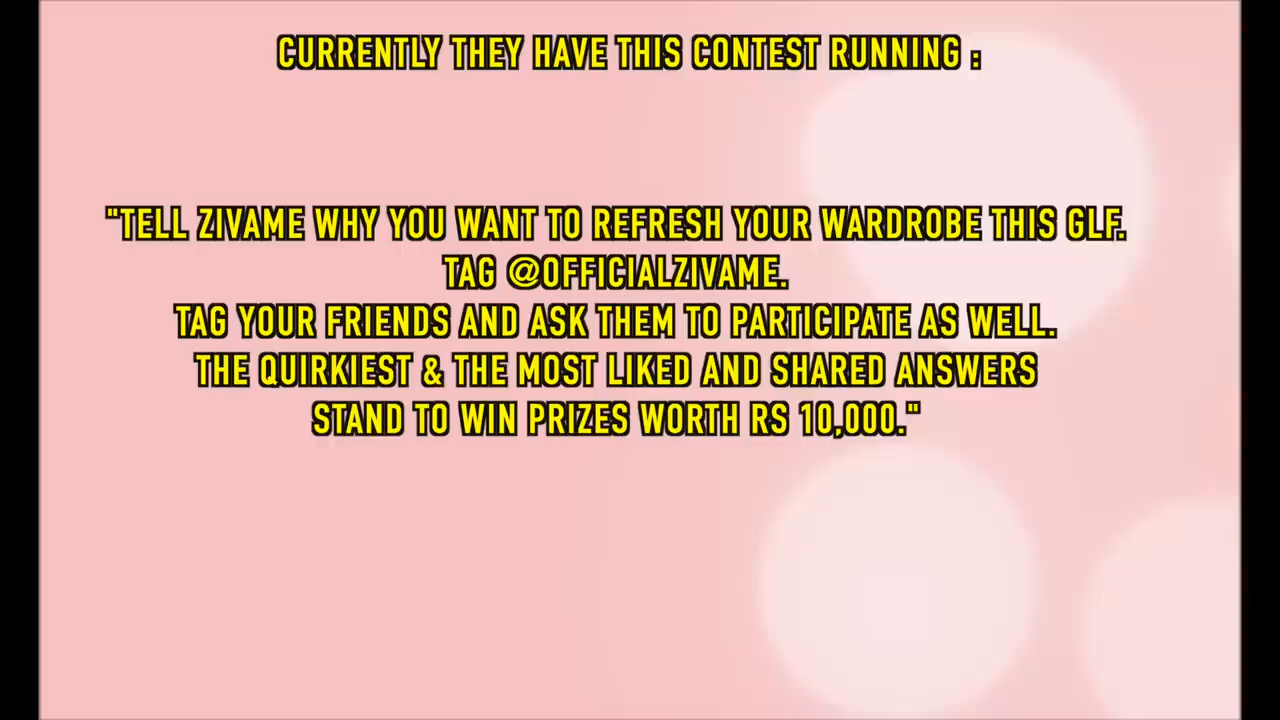 CURRENTLY THEY HAVE THIS CONTEST RUNNING :
"TELL ZIVAME WHY YOU WANT TO REFRESH YOUR WARDROBE THIS GLF.
TAG @OFFICIALZIVAME.
TAG YOUR FRIENDS AND ASK THEM TO PARTICIPATE AS WELL.
THE QUIRKIEST & THE MOST LIKED AND SHARED ANSWERS
STAND TO WIN PRIZES WORTH RS 10,000."